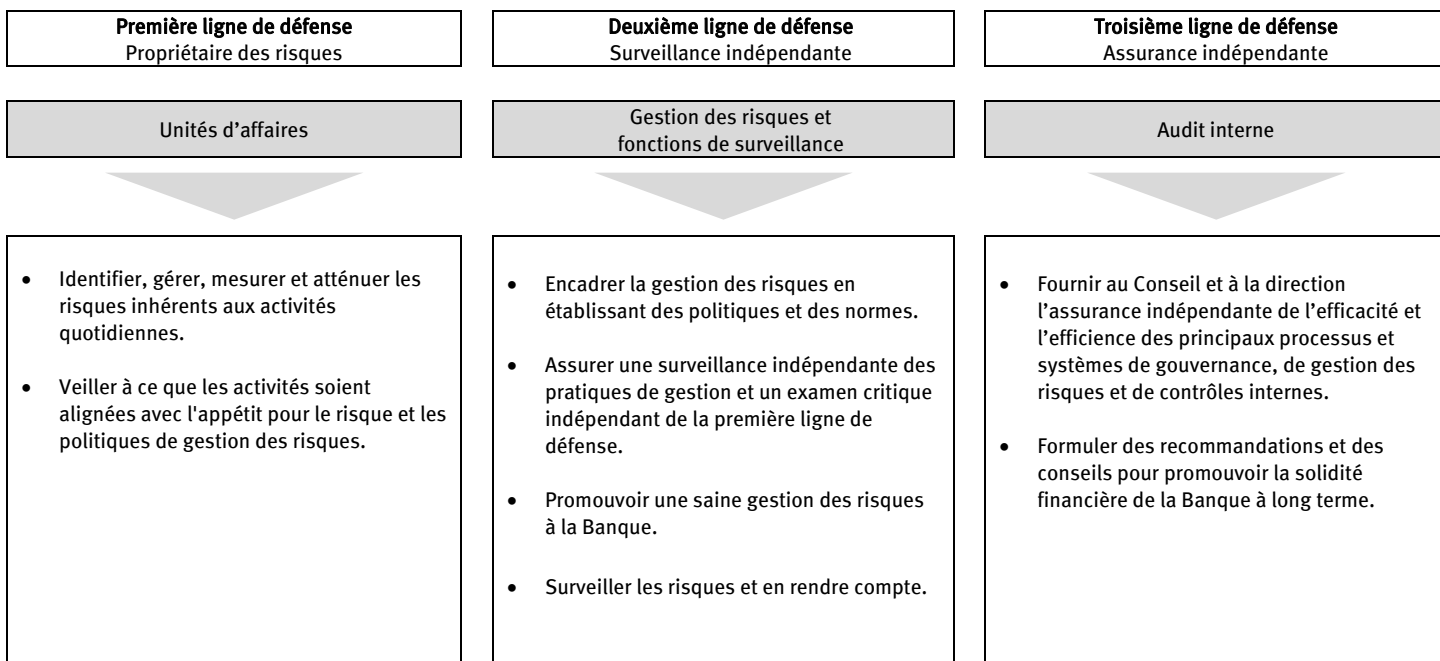 Première ligne de défense
Propriétaire des risques
Unités d’affaires
• Identifier, gérer, mesurer et atténuer les
risques inhérents aux activités
quotidiennes.
• Veiller à ce que les activités soient
alignées avec l'appétit pour le risque et les
politiques de gestion des risques.
Deuxième ligne de défense
Surveillance indépendante
Gestion des risques et
fonctions de surveillance
• Encadrer la gestion des risques en
établissant des politiques et des normes.
• Assurer une surveillance indépendante des
pratiques de gestion et un examen critique
indépendant de la première ligne de
défense.
• Promouvoir une saine gestion des risques
à la Banque.
• Surveiller les risques et en rendre compte.
Troisième ligne de défense
Assurance indépendante
Audit interne
• Fournir au Conseil et à la direction
l’assurance indépendante de l’efficacité et
l’efficience des principaux processus et
systèmes de gouvernance, de gestion des
risques et de contrôles internes.
• Formuler des recommandations et des
conseils pour promouvoir la solidité
financière de la Banque à long terme.